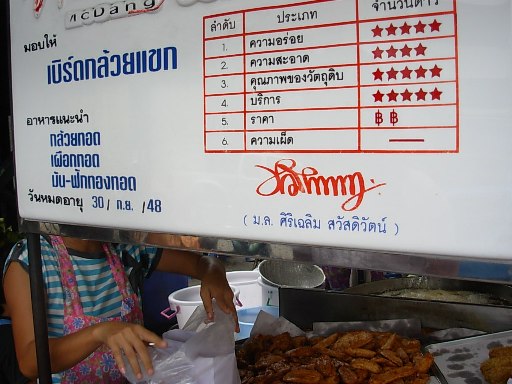 ACDang
มอบให้
เบิร์ดกล้วยแขก
อาหารแนะนำ
กล้วยทอด
เผือกทอด
มัน-ฟักทองทอด
วันหมดอายุ 30/ ก.ย. /48
ลำดับ ประเภท จำนวนดาว
1. ความอร่อย ★★★★★
2. ความสะอาด ★★★★
3. คุณภาพของวัตถุดิบ ★★★★★
4. บริการ ★★★★★
5. ราคา ฿ ฿
6. ความเผ็ด —
( ม.ล. ศิริเฉลิม สวัสดิวัตน์ )